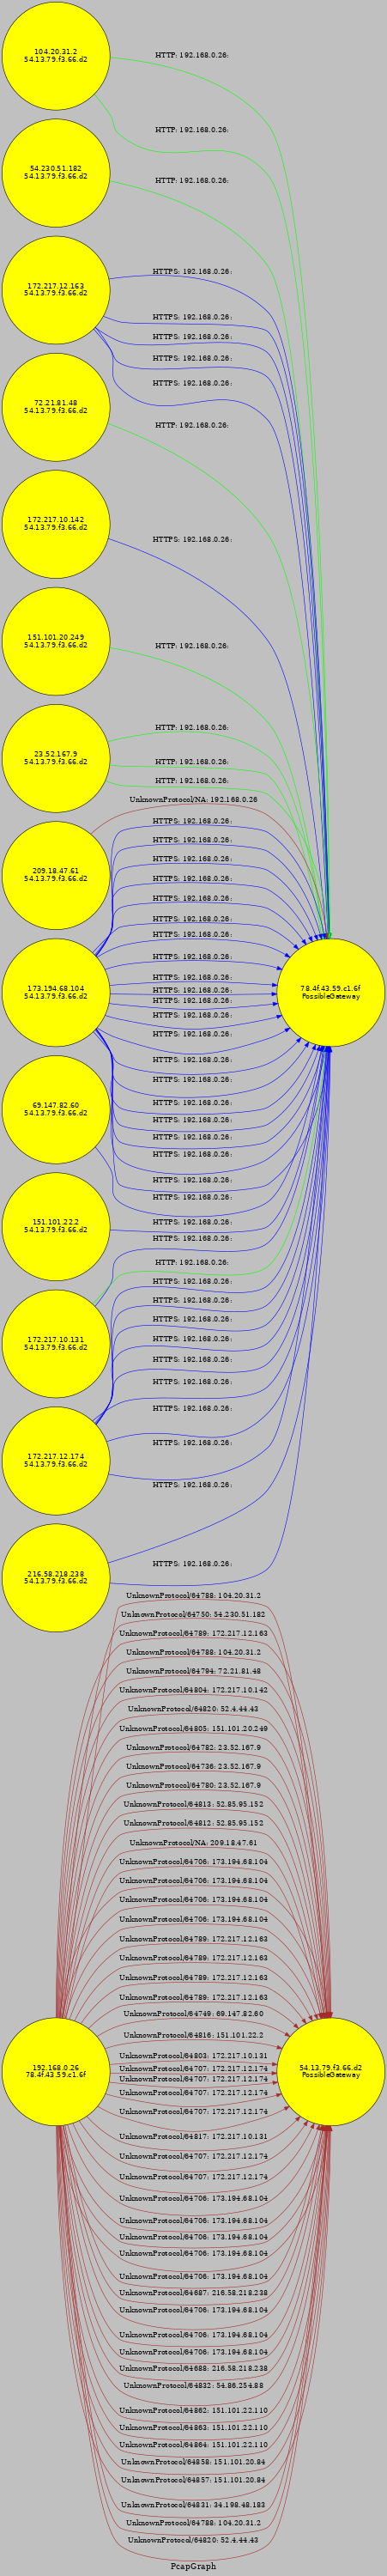 104.20.31.2
54.13.79.f3.66.d2
HTTP: 192.168.0.26:
HTTP: 192.168.0.26:
54.230.51.182
54.13.79.f3.66.d2
HTTP: 192.168.0.26:
172.217.12.163
54.13.79.f3.66.d2
HTTPS: 192.168.0.26:
HTTPS: 192.168.0.26:
HTTPS: 192.168.0.26:
HTTPS: 192.168.0.26:
HTTPS: 192.168.0.26:
72.21.81.48
54.13.79.f3.66.d2
HTTP: 192.168.0.26:
172.217.10.142
54.13.79.f3.66.d2
HTTPS: 192.168.0.26:
151.101.20.249
54.13.79.f3.66.d2
HTTP: 192.168.0.26:
23.52.167.9
54.13.79.f3.66.d2
HTTP: 192.168.0.26:
HTTP: 192.168.0.26:
HTTP: 192.168.0.26:
209.18.47.61
54.13.79.f3.66.d2
UnknownProtocol/NA: 192.168.0.26
HTTPS: 192.168.0.26:
HTTPS: 192.168.0.26:
HTTPS: 192.168.0.26:
HTTPS: 192.168.0.26:
HTTPS: 192.168.0.26:
HTTPS: 192.168.0.26:
HTTPS: 192.168.0.26:
HTTPS: 192.168.0.26:
173.194.68.104
54.13.79.f3.66.d2
78.4f.43.59.c1.6f
PossibleGateway
HTTPS: 192.168.0.26:
HTTPS: 192.168.0.26:
HTTPS: 192.168.0.26:
HTTPS: 192.168.0.26:
HTTPS: 192.168.0.26:
HTTPS: 192.168.0.26:
HTTPS: 192.168.0.26:
69.147.82.60
54.13.79.f3.66.d2
HTTPS: 192.168.0.26:
HTTPS: 192.168.0.26:
HTTPS: 192.168.0.26:
HTTPS: 192.168.0.26:
HTTPS: 192.168.0.26:
HTTPS: 192.168.0.26:
151.101.22.2
54.13.79.f3.66.d2
HTTPS: 192.168.0.26:
HTTPS: 192.168.0.26:
HTTP: 192.168.0.26:
HTTPS: 192.168.0.26:
HTTPS: 192.168.0.26:
HTTPS: 192.168.0.26:
172.217.10.131
54.13.79.f3.66.d2
HTTPS: 192.168.0.26:
HTTPS: 192.168.0.26:
HTTPS: 192.168.0.26:
HTTPS: 192.168.0.26:
HTTPS: 192.168.0.26:
172.217.12.174
54.13.79.f3.66.d2
HTTPS: 192.168.0.26:
HTTPS: 192.168.0.26:
216.58.218.238
54.13.79.f3.66.d2
UnknownProtocol/64788: 104.20.31.2
UnknownProtocol/64750: 54.230.51.182
UnknownProtocol/64789: 172.217.12.163
UnknownProtocol/64788: 104.20.31.2
UnknownProtocol/64794: 72.21.81.48
UnknownProtocol/64804: 172.217.10.142
UnknownProtocol/64820: 52.4.44.43
UnknownProtocol/64805: 151.101.20.249
UnknownProtocol/64782: 23.52.167.9
UnknownProtocol/64736: 23.52.167.9
UnknownProtocol/64780: 23.52.167.9
UnknownProtocol/64813: 52.85.95.152
UnknownProtocol/64812: 52.85.95.152
UnknownProtocol/NA: 209.18.47.61
UnknownProtocol/64706: 173.194.68.104
UnknownProtocol/64706: 173.194.68.104
UnknownProtocol/64706: 173.194.68.104
UnknownProtocol/64706: 173.194.68.104
UnknownProtocol/64789: 172.217.12.163
UnknownProtocol/64789: 172.217.12.163
UnknownProtocol/64789: 172.217.12.163
UnknownProtocol/64789: 172.217.12.163
UnknownProtocol/64749: 69.147.82.60
UnknownProtocol/64816: 151.101.22.2
UnknownProtocol/64803: 172.217.10.131
192.168.0.26
78.4f.43.59.c1.6f
UnknownProtocol/64707: 172.217.12.174
54.13.79.f3.66.d2
PossibleGateway
UnknownProtocol/64707: 172.217.12.174
UnknownProtocol/64707: 172.217.12.174
UnknownProtocol/64707: 172.217.12.174
UnknownProtocol/64817: 172.217.10.131
UnknownProtocol/64707: 172.217.12.174
UnknownProtocol/64707: 172.217.12.174
UnknownProtocol/64706: 173.194.68.104
UnknownProtocol/64706: 173.194.68.104
UnknownProtocol/64706: 173.194.68.104
UnknownProtocol/64706: 173.194.68.104
UnknownProtocol/64706: 173.194.68.104
UnknownProtocol/64687: 216.58.218.238
UnknownProtocol/64706: 173.194.68.104
UnknownProtocol/64706: 173.194.68.104
UnknownProtocol/64706: 173.194.68.104
UnknownProtocol/64688: 216.58.218.238
UnknownProtocol/64832: 54.86.254.88
UnknownProtocol/64862: 151.101.22.110
UnknownProtocol/64863: 151.101.22.110
UnknownProtocol/64864: 151.101.22.110
UnknownProtocol/64858: 151.101.20.84
UnknownProtocol/64857: 151.101.20.84
UnknownProtocol/64831: 34.198.48.183
UnknownProtocol/64788: 104.20.31.2
UnknownProtocol/64820: 52.4.44.43
PcapGraph